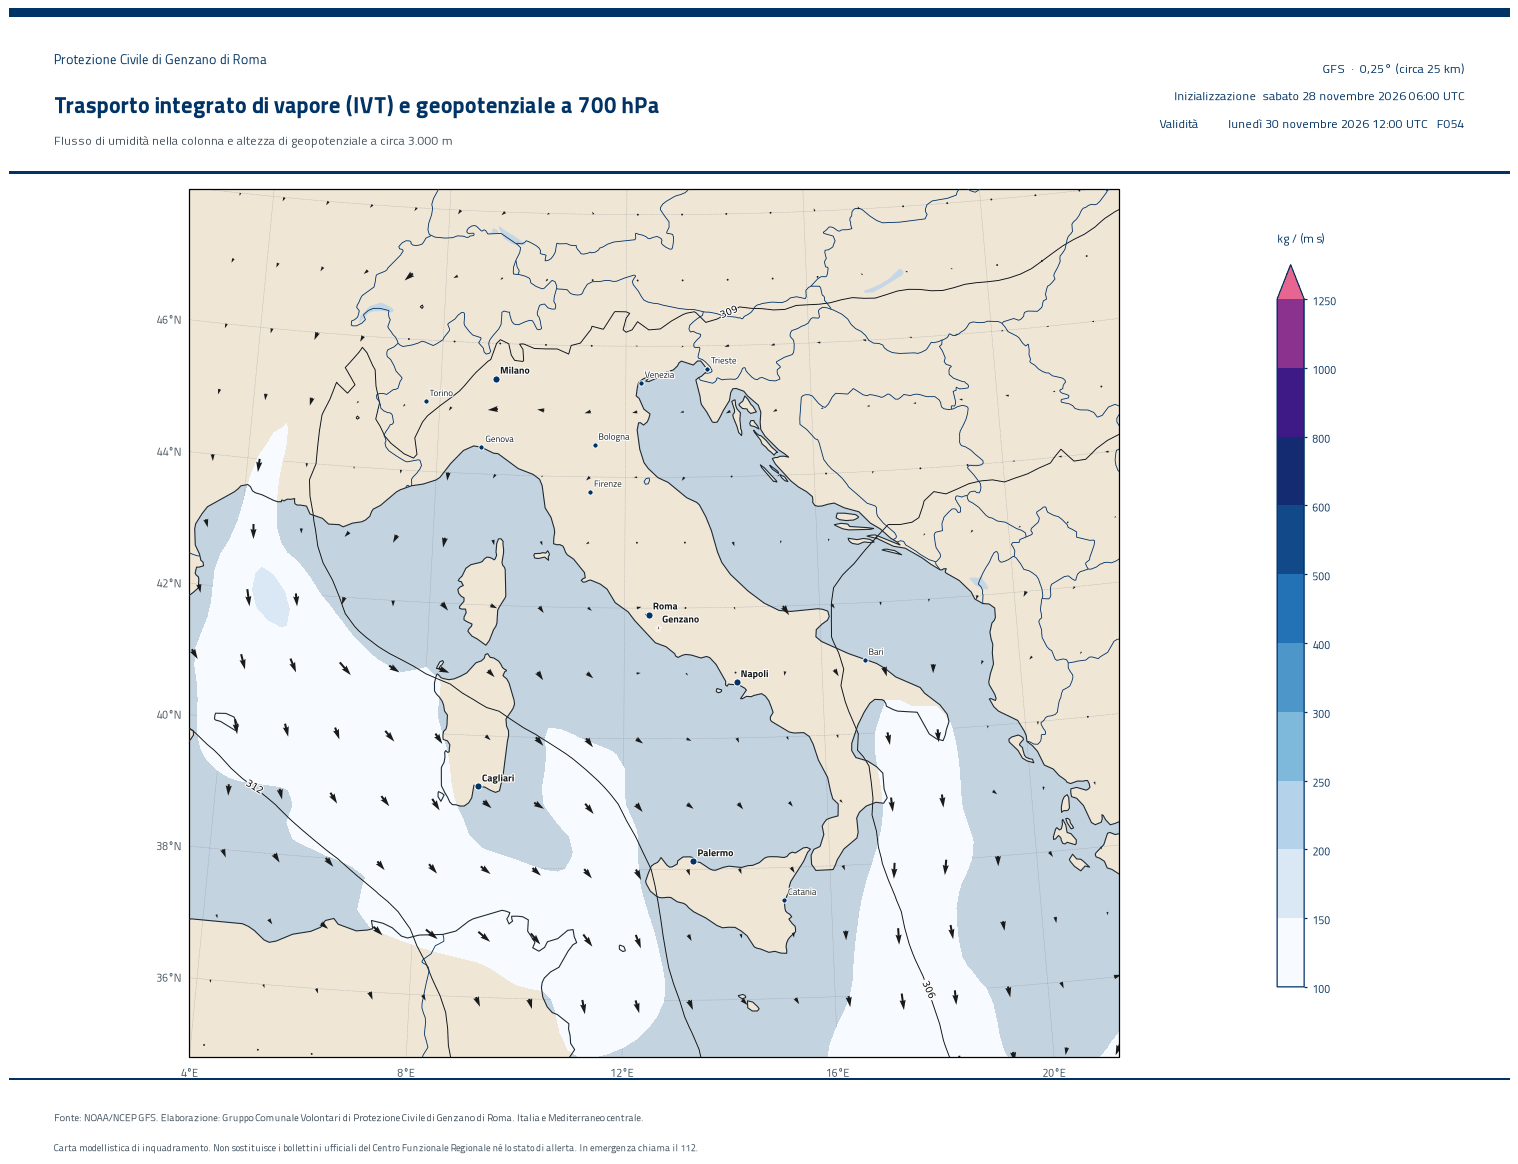 Protezione Civile di Genzano di Roma
Trasporto integrato di vapore (IVT) e geopotenziale a 700 hPa
Flusso di umidità nella colonna e altezza di geopotenziale a circa 3.000 m
GFS · 0,25° (circa 25 km)
Inizializzazione sabato 28 novembre 2026 06:00 UTC
Validità lunedì 30 novembre 2026 12:00 UTC F054
kg / (m s)
1250
1000
800
600
500
400
300
250
200
150
100
46°N
44°N
42°N
40°N
38°N
36°N
4°E
8°E
12°E
16°E
20°E
309
312
306
Milano
Torino
Venezia
Trieste
Genova
Bologna
Firenze
Roma
Genzano
Napoli
Bari
Cagliari
Palermo
Catania
Fonte: NOAA/NCEP GFS. Elaborazione: Gruppo Comunale Volontari di Protezione Civile di Genzano di Roma. Italia e Mediterraneo centrale.
Carta modellistica di inquadramento. Non sostituisce i bollettini ufficiali del Centro Funzionale Regionale né lo stato di allerta. In emergenza chiama il 112.